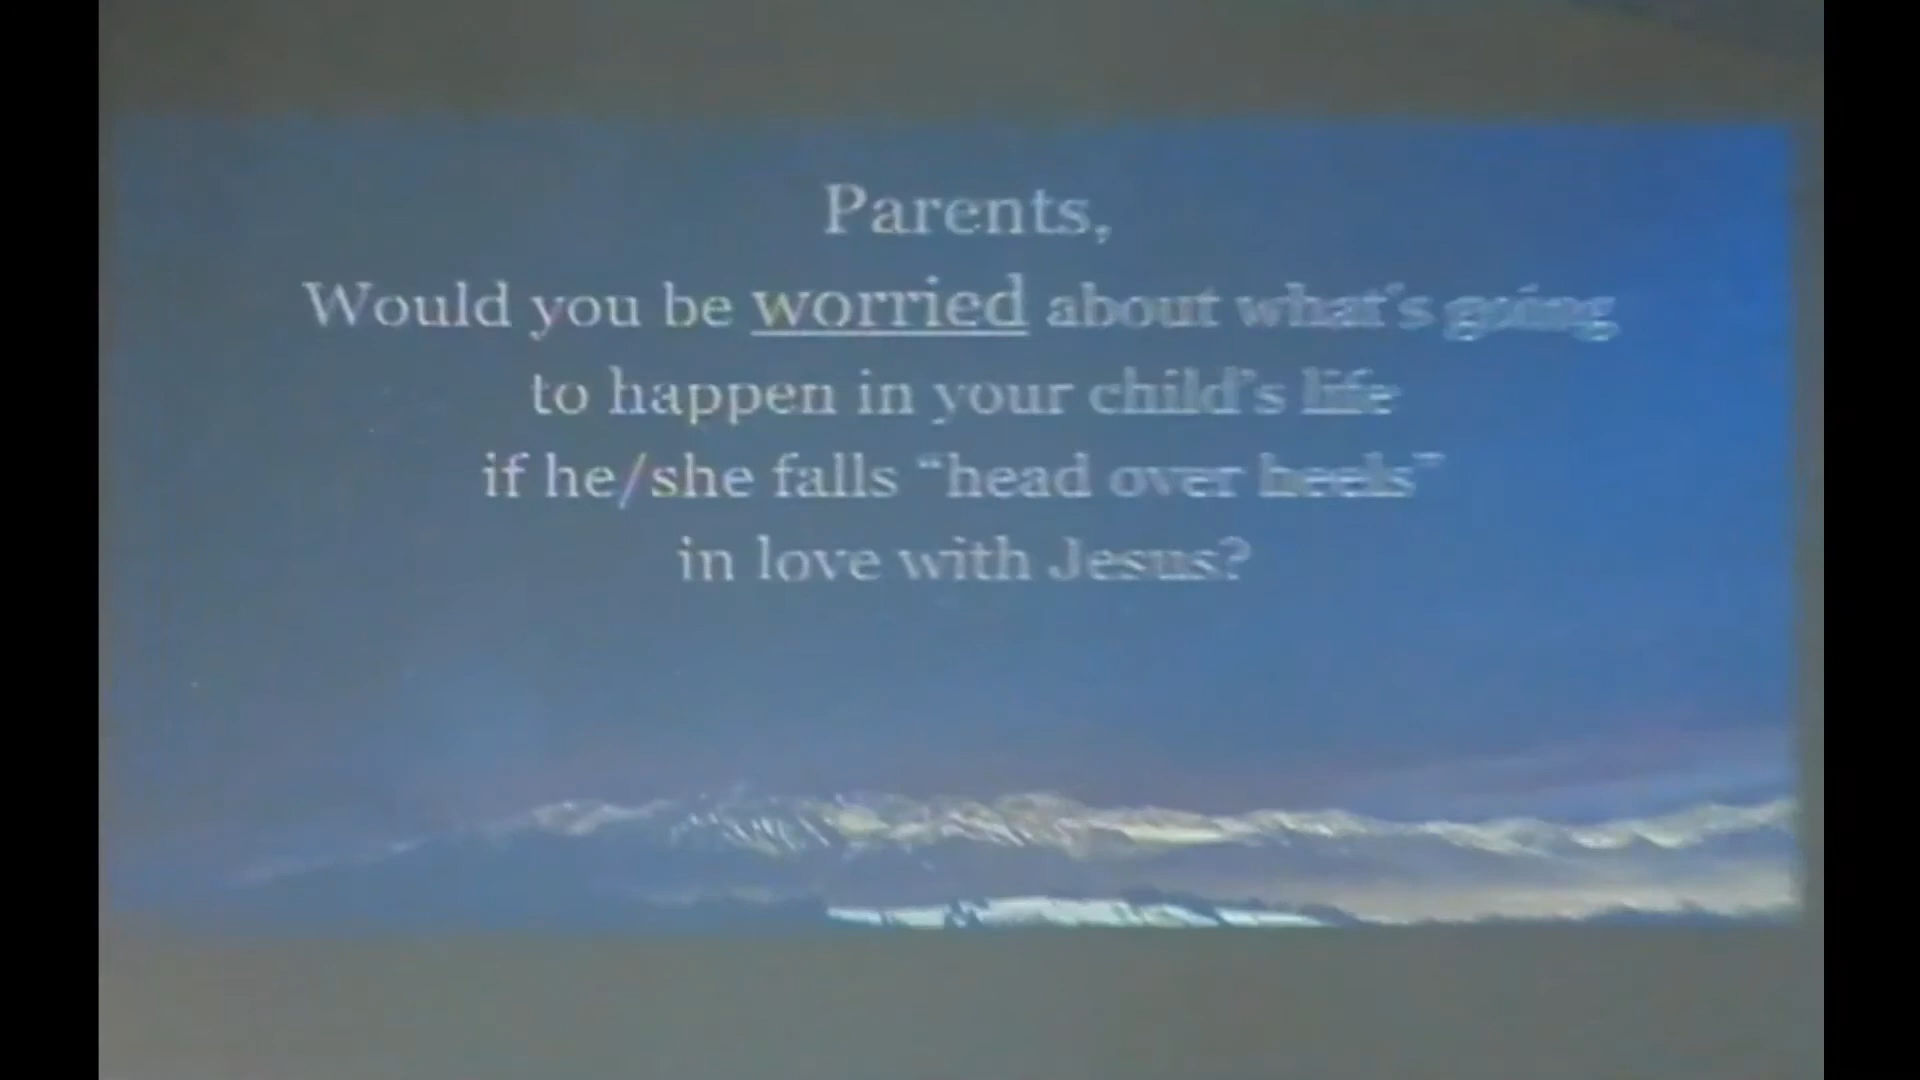 Parents,
Would you be worried about what's going
to happen in your child's life
if he/she falls “head over heels”
in love with Jesus?